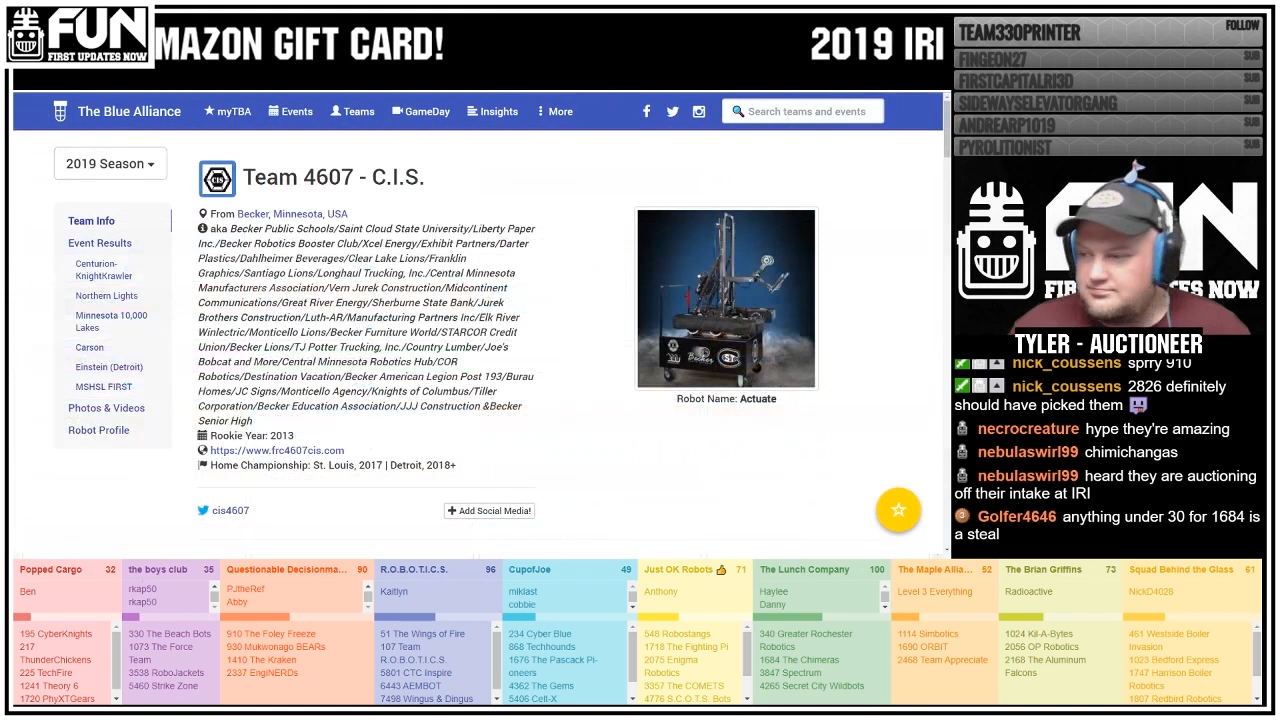 FUN
FIRST UPDATES NOW
MAZON GIFT CARD!
2019 IRI
TEAM330PRINTER
FOLLOW
FINGEON27
SUB
FIRSTCAPITALRI3D
SUB
SIDEWAYSELEVATORGANG
SUB
ANDREARP1019
SUB
PYROLITIONIST
SUB
The Blue Alliance
myTBA
Events
Teams
GameDay
Insights
More
Search teams and events
2019 Season
Team Info
Event Results
Centurion-
KnightKrawler
Northern Lights
Minnesota 10,000
Lakes
Carson
Einstein (Detroit)
MSHSL FIRST
Photos & Videos
Robot Profile
CIS
Team 4607 - C.I.S.
From Becker, Minnesota, USA
aka Becker Public Schools/Saint Cloud State University/Liberty Paper
Inc./Becker Robotics Booster Club/Xcel Energy/Exhibit Partners/Darter
Plastics/Dahlheimer Beverages/Clear Lake Lions/Franklin
Graphics/Santiago Lions/Longhaul Trucking, Inc./Central Minnesota
Manufacturers Association/Vern Jurek Construction/Midcontinent
Communications/Great River Energy/Sherburne State Bank/Jurek
Brothers Construction/Luth-AR/Manufacturing Partners Inc/Elk River
Winlectric/Monticello Lions/Becker Furniture World/STARCOR Credit
Union/Becker Lions/TJ Potter Trucking, Inc./Country Lumber/Joe's
Bobcat and More/Central Minnesota Robotics Hub/COR
Robotics/Destination Vacation/Becker American Legion Post 193/Burau
Homes/JC Signs/Monticello Agency/Knights of Columbus/Tiller
Corporation/Becker Education Association/JJJ Construction &Becker
Senior High
Rookie Year: 2013
https://www.frc4607cis.com
Home Championship: St. Louis, 2017 | Detroit, 2018+
cis4607
Add Social Media!
Becker
Robot Name: Actuate
TYLER - AUCTIONEER
nick_coussens sprry 910
nick_coussens 2826 definitely
should have picked them
necrocreature hype they're amazing
nebulaswirl99 chimichangas
nebulaswirl99 heard they are auctioning
off their intake at IRI
Golfer4646 anything under 30 for 1684 is
a steal
Popped Cargo 32
Ben
195 CyberKnights
217
ThunderChickens
225 TechFire
1241 Theory 6
1720 PhyXTGears
the boys club 35
rkap50
rkap50
330 The Beach Bots
1073 The Force
Team
3538 RoboJackets
5460 Strike Zone
Questionable Decisionma... 90
PJtheRef
Abby
910 The Foley Freeze
930 Mukwonago BEARs
1410 The Kraken
2337 EngiNERDs
R.O.B.O.T.I.C.S. 96
Kaitlyn
51 The Wings of Fire
107 Team
R.O.B.O.T.I.C.S.
5801 CTC Inspire
6443 AEMBOT
7498 Wingus & Dingus
CupofJoe 49
miklast
cobbie
234 Cyber Blue
868 Techhounds
1676 The Pascack Pi-
oneers
4362 The Gems
5406 Celt-X
Just OK Robots 71
Anthony
548 Robostangs
1718 The Fighting Pi
2075 Enigma
Robotics
3357 The COMETS
4776 S.C.O.T.S. Bots
The Lunch Company 100
Haylee
Danny
340 Greater Rochester
Robotics
1684 The Chimeras
3847 Spectrum
4265 Secret City Wildbots
The Maple Allia... 52
Level 3 Everything
1114 Simbotics
1690 ORBIT
2468 Team Appreciate
The Brian Griffins 73
Radioactive
1024 Kil-A-Bytes
2056 OP Robotics
2168 The Aluminum
Falcons
Squad Behind the Glass 61
NickD4028
461 Westside Boiler
Invasion
1023 Bedford Express
1747 Harrison Boiler
Robotics
1807 Redbird Robotics